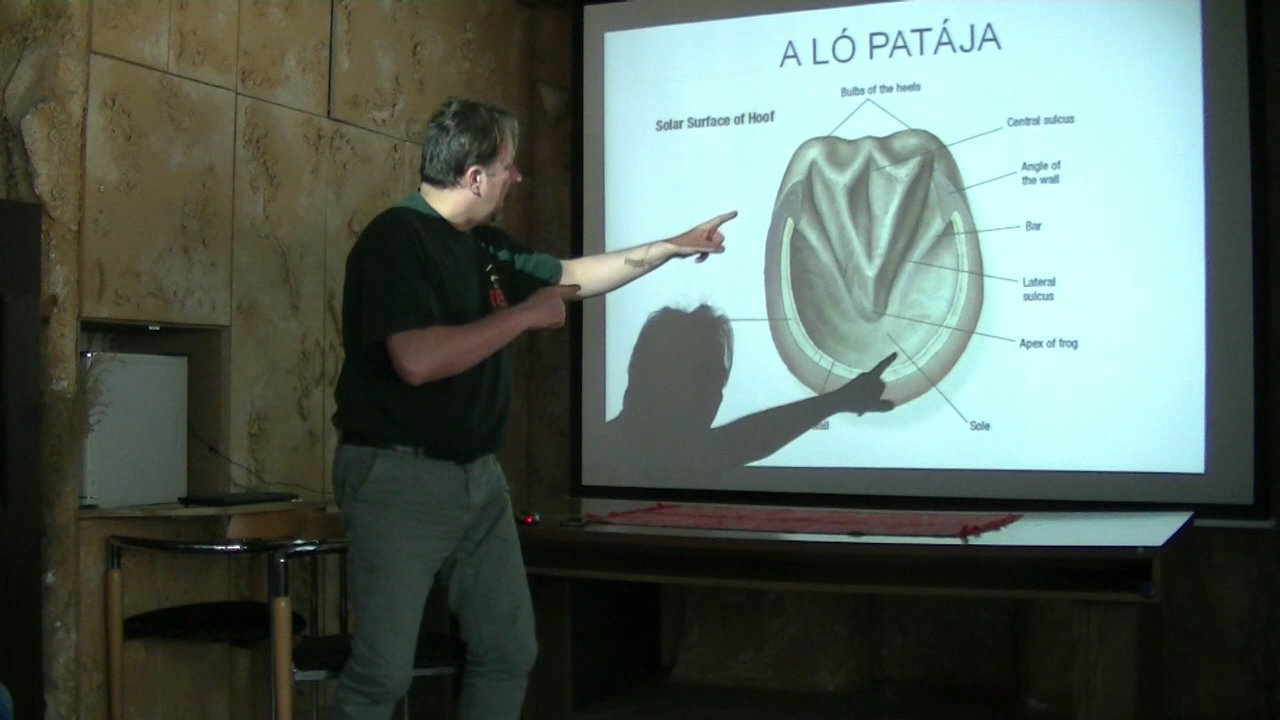 A LÓ PATÁJA
Bulbs of the heels
Solar Surface of Hoof
Central sulcus
Angle of
the wall
Bar
Lateral
sulcus
Apex of frog
Sole